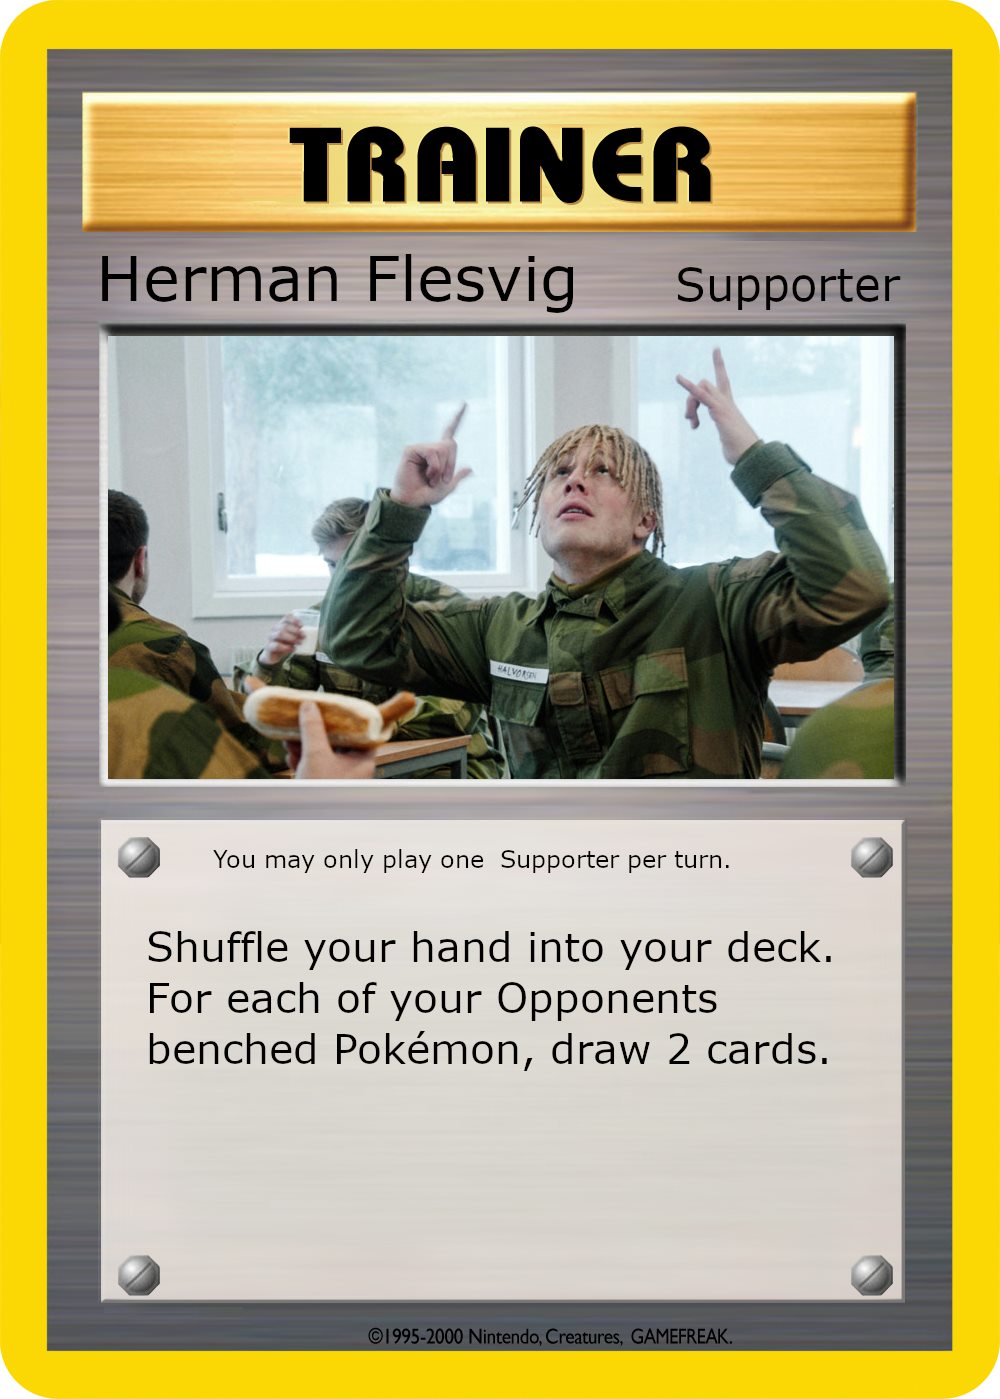 TRAINER
Herman Flesvig Supporter
HALVORSEN
You may only play one Supporter per turn.
Shuffle your hand into your deck.
For each of your Opponents
benched Pokémon, draw 2 cards.
©1995-2000 Nintendo, Creatures, GAMEFREAK.